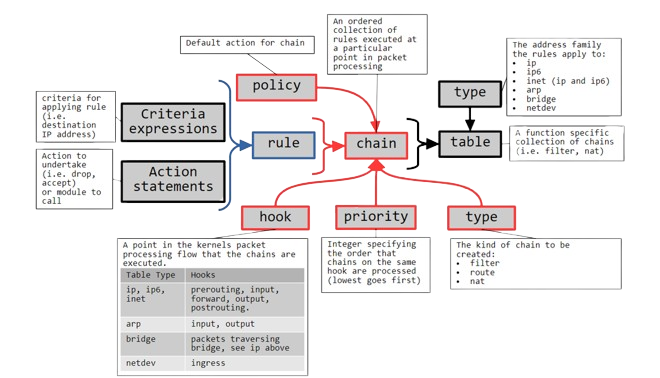 An ordered
collection of
rules executed at
a particular
point in packet
processing
Default action for chain
The address family
the rules apply to:
• ip
• ip6
• inet (ip and ip6)
• arp
• bridge
• netdev
policy
type
criteria for
applying rule
(i.e.
destination
IP address)
Criteria
expressions
rule
chain
table
A function specific
collection of chains
(i.e. filter, nat)
Action to
undertake
(i.e. drop,
accept)
or module to
call
Action
statements
hook
priority
type
A point in the kernels packet
processing flow that the chains are
executed.
Table Type Hooks
ip, ip6, prerouting, input,
inet forward, output,
postrouting.
arp input, output
bridge packets traversing
bridge, see ip above
netdev ingress
Integer specifying
the order that
chains on the same
hook are processed
(lowest goes first)
The kind of chain to be
created:
• filter
• route
• nat